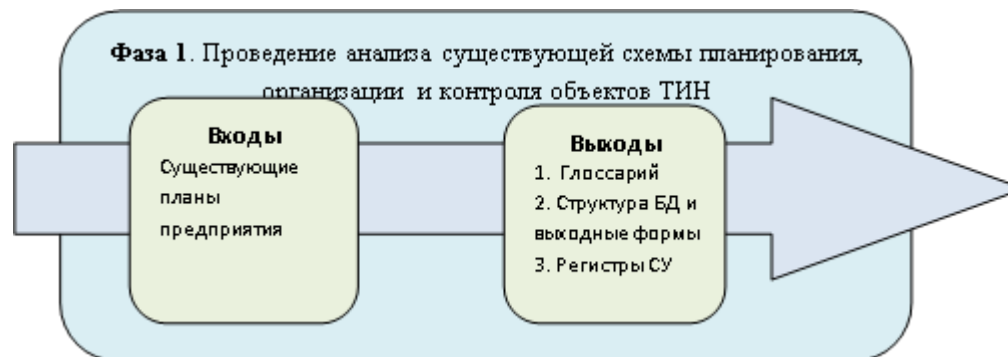 Фаза 1. Проведение анализа существующей схемы планирования,
организации и контроля объектов ТИН
Входы
Существующие
планы
предприятия
Выходы
1. Глоссарий
2. Структура БД и
выходные формы
3. Регистры СУ